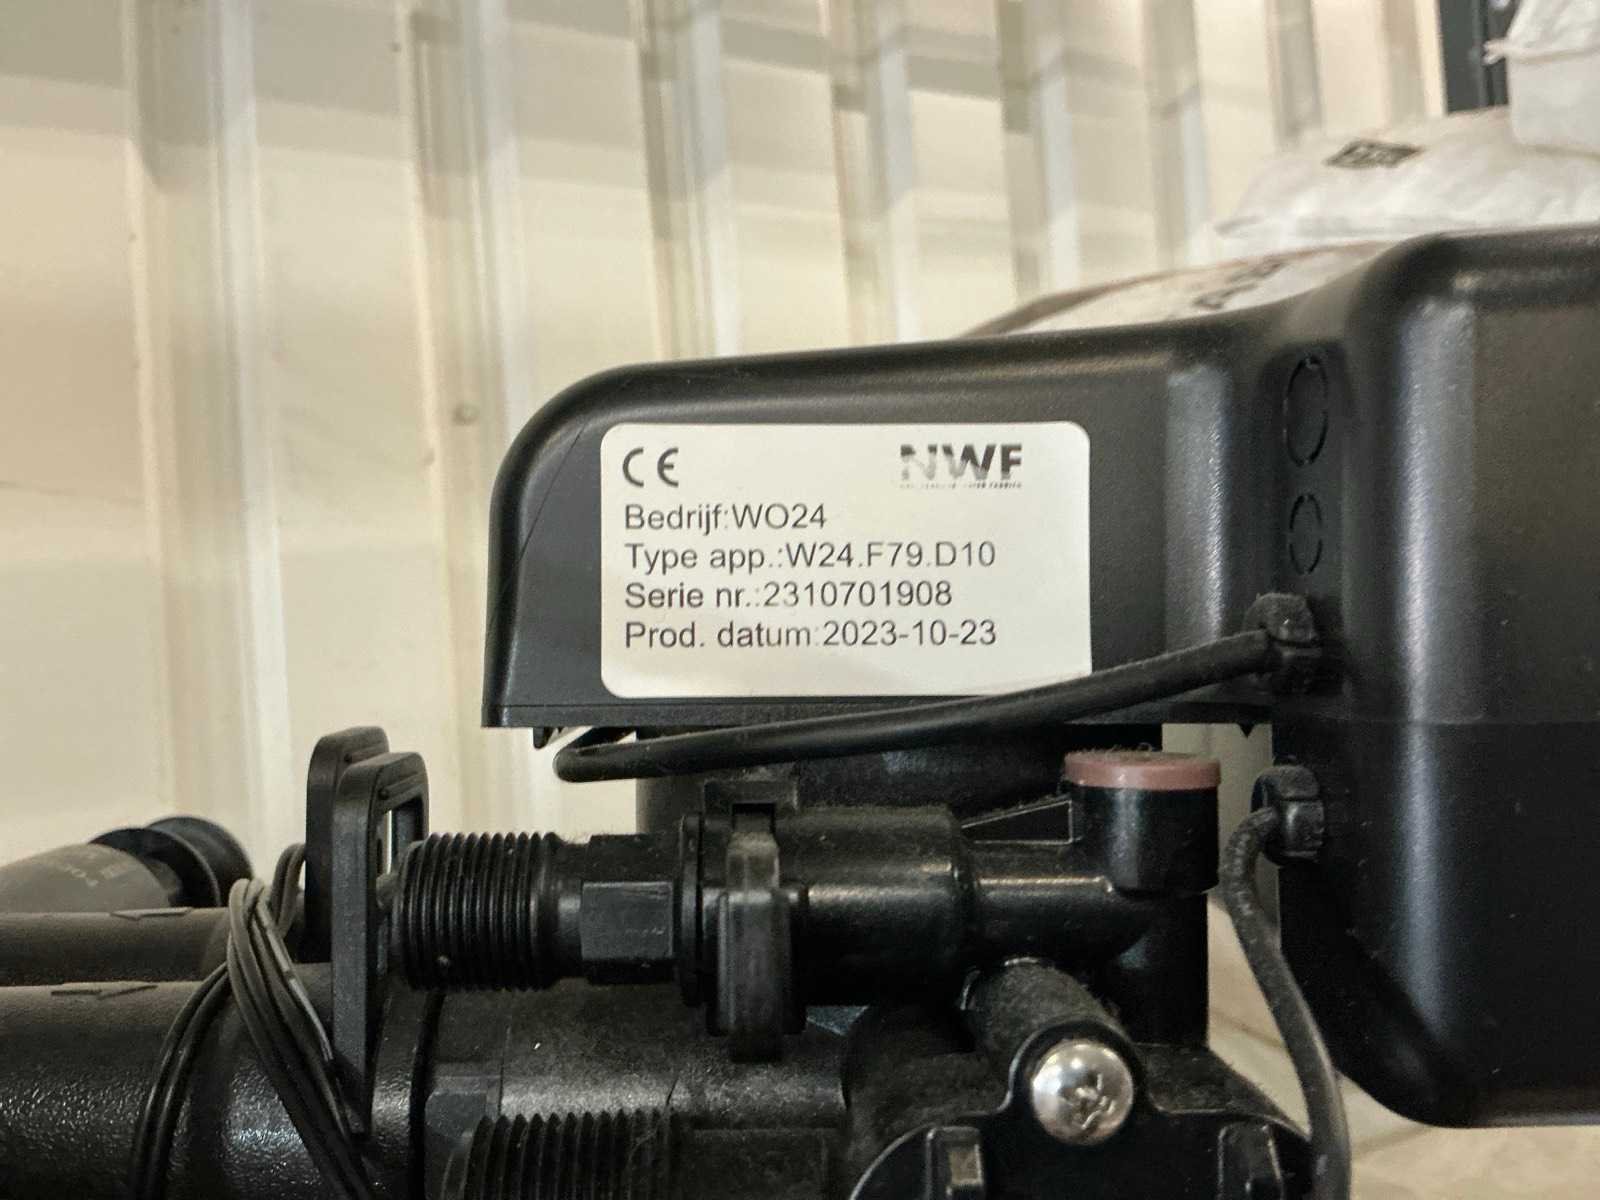 CE NWF
Bedrijf:WO24
Type app.:W24.F79.D10
Serie nr.:2310701908
Prod. datum:2023-10-23